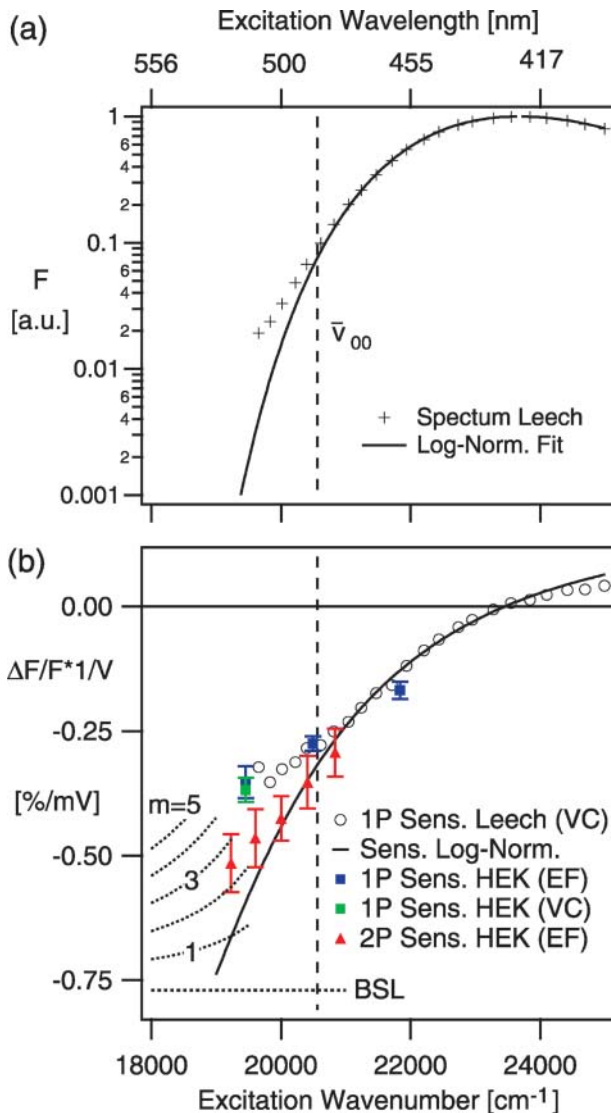 (a)
Excitation Wavelength [nm]
556 500 455 417
1
8
6
4
2
0.1
8
6
4
2
0.01
6
4
2
0.001
F
[a.u.]
ν̄₀₀
+ Spectum Leech
Log-Norm. Fit
(b)
0.00
-0.25
-0.50
-0.75
ΔF/F*1/V
[%/mV]
m=5
3
1
BSL
1P Sens. Leech (VC)
Sens. Log-Norm.
1P Sens. HEK (EF)
1P Sens. HEK (VC)
2P Sens. HEK (EF)
18000 20000 22000 24000
Excitation Wavenumber [cm⁻¹]